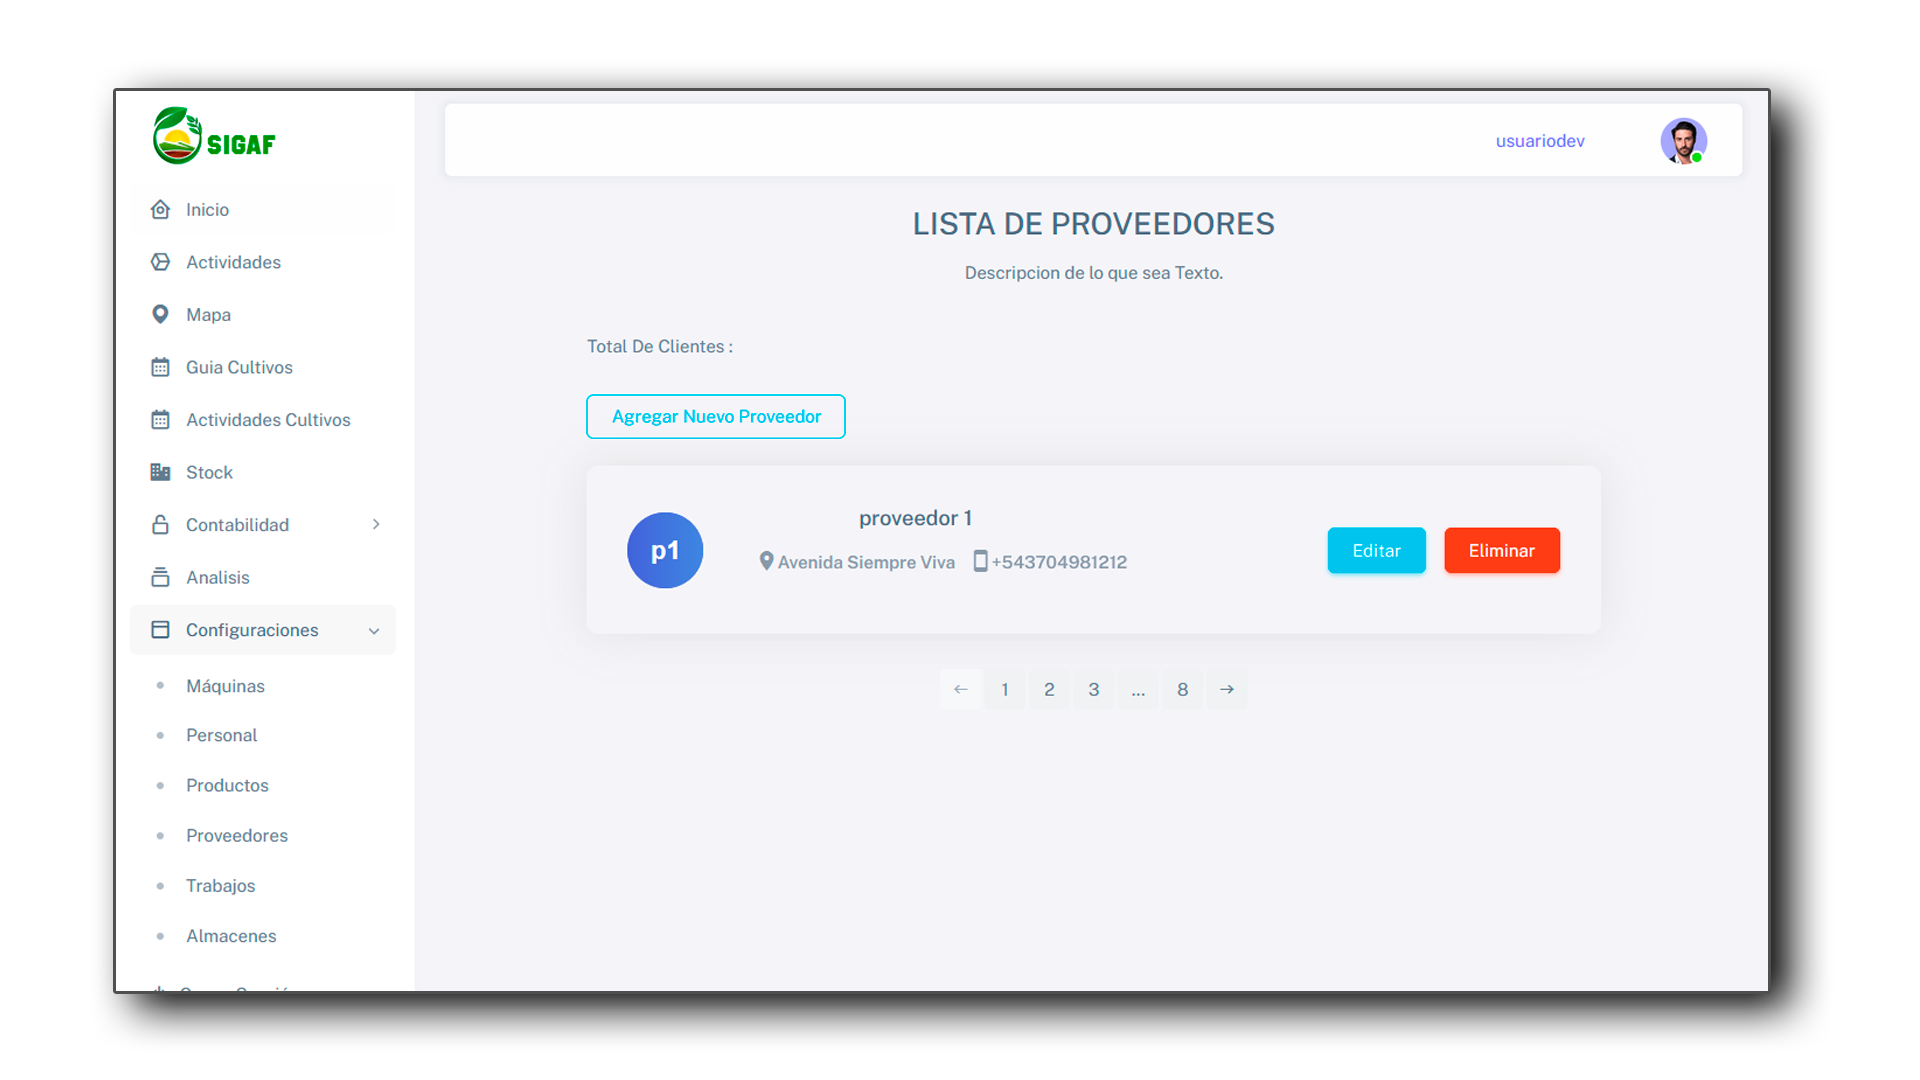 SIGAF
usuariodev
Inicio
Actividades
Mapa
Guia Cultivos
Actividades Cultivos
Stock
Contabilidad
Analisis
Configuraciones
Máquinas
Personal
Productos
Proveedores
Trabajos
Almacenes
LISTA DE PROVEEDORES
Descripcion de lo que sea Texto.
Total De Clientes :
Agregar Nuevo Proveedor
p1
proveedor 1
Avenida Siempre Viva +543704981212
Editar Eliminar
← 1 2 3 ... 8 →